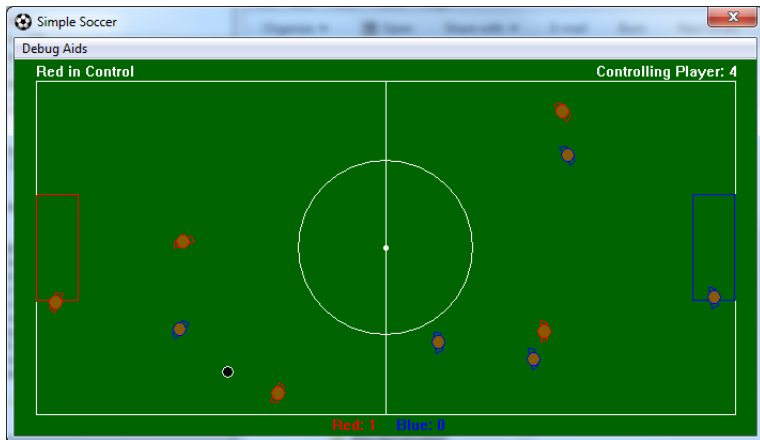 Simple Soccer
Debug Aids
Red in Control
Controlling Player: 4
Red: 1 Blue: 0